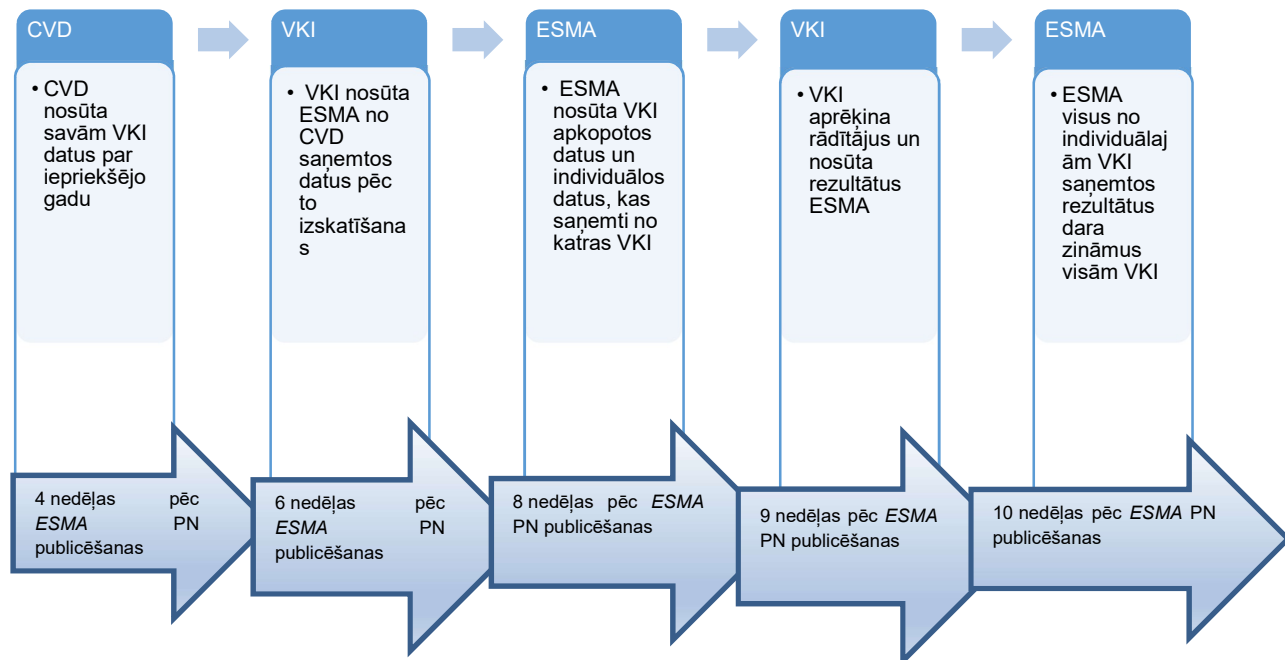 CVD
• CVD
nosūta
savām VKI
datus par
iepriekšējo
gadu
VKI
• VKI nosūta
ESMA no
CVD
saņemtos
datus pēc
to
izskatīšana
s
ESMA
• ESMA
nosūta VKI
apkopotos
datus un
individuālos
datus, kas
saņemti no
katras VKI
VKI
• VKI
aprēķina
rādītājus un
nosūta
rezultātus
ESMA
ESMA
• ESMA
visus no
individuālaj
ām VKI
saņemtos
rezultātus
dara
zināmus
visām VKI
4 nedēļas pēc
ESMA PN
publicēšanas
6 nedēļas pēc
ESMA PN
publicēšanas
8 nedēļas pēc ESMA
PN publicēšanas
9 nedēļas pēc ESMA
PN publicēšanas
10 nedēļas pēc ESMA PN
publicēšanas